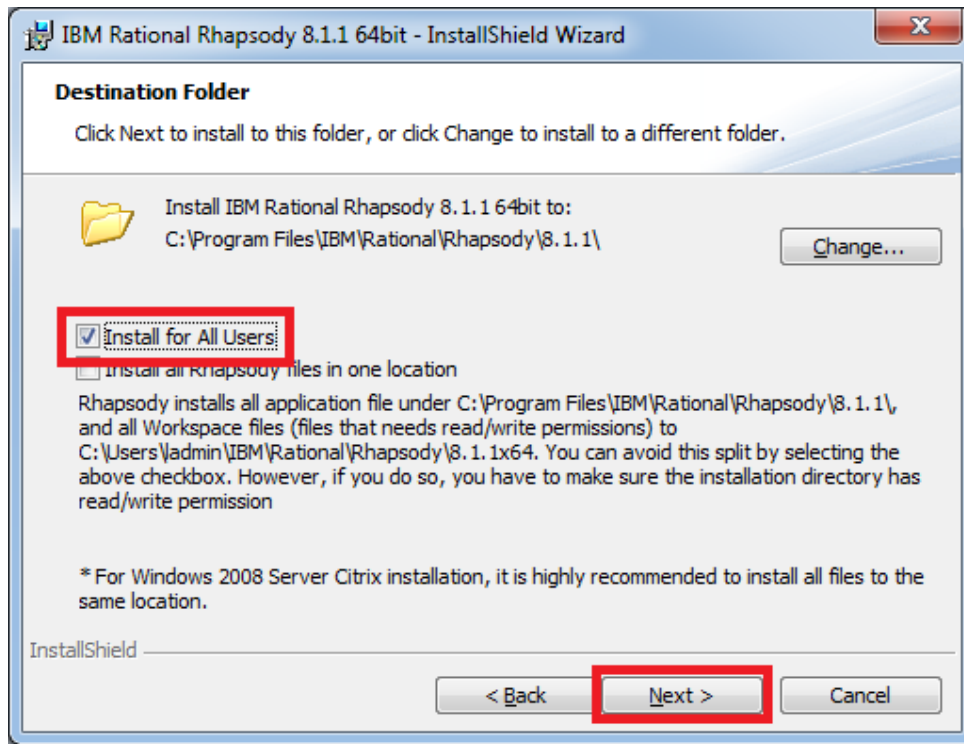 IBM Rational Rhapsody 8.1.1 64bit - InstallShield Wizard
Destination Folder
Click Next to install to this folder, or click Change to install to a different folder.
Install IBM Rational Rhapsody 8.1.1 64bit to:
C:\Program Files\IBM\Rational\Rhapsody\8.1.1\
Change...
Install for All Users
Install all Rhapsody files in one location
Rhapsody installs all application file under C:\Program Files\IBM\Rational\Rhapsody\8.1.1\,
and all Workspace files (files that needs read/write permissions) to
C:\Users\ladmin\IBM\Rational\Rhapsody\8.1.1x64. You can avoid this split by selecting the
above checkbox. However, if you do so, you have to make sure the installation directory has
read/write permission
* For Windows 2008 Server Citrix installation, it is highly recommended to install all files to the
same location.
InstallShield
< Back
Next >
Cancel